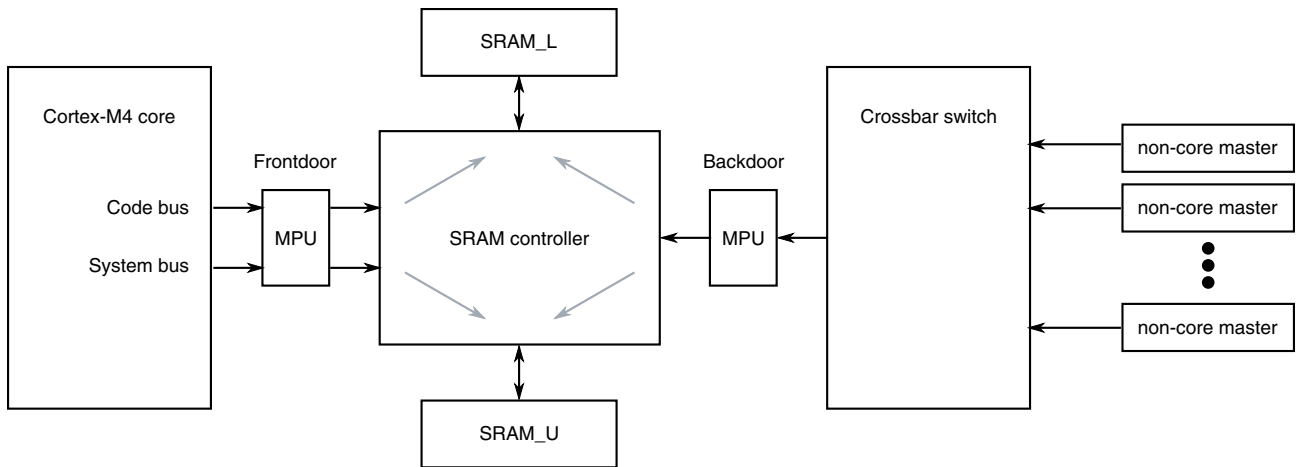 SRAM_L
Cortex-M4 core
Crossbar switch
non-core master
Frontdoor
Backdoor
Code bus
MPU
SRAM controller
MPU
non-core master
System bus
non-core master
SRAM_U